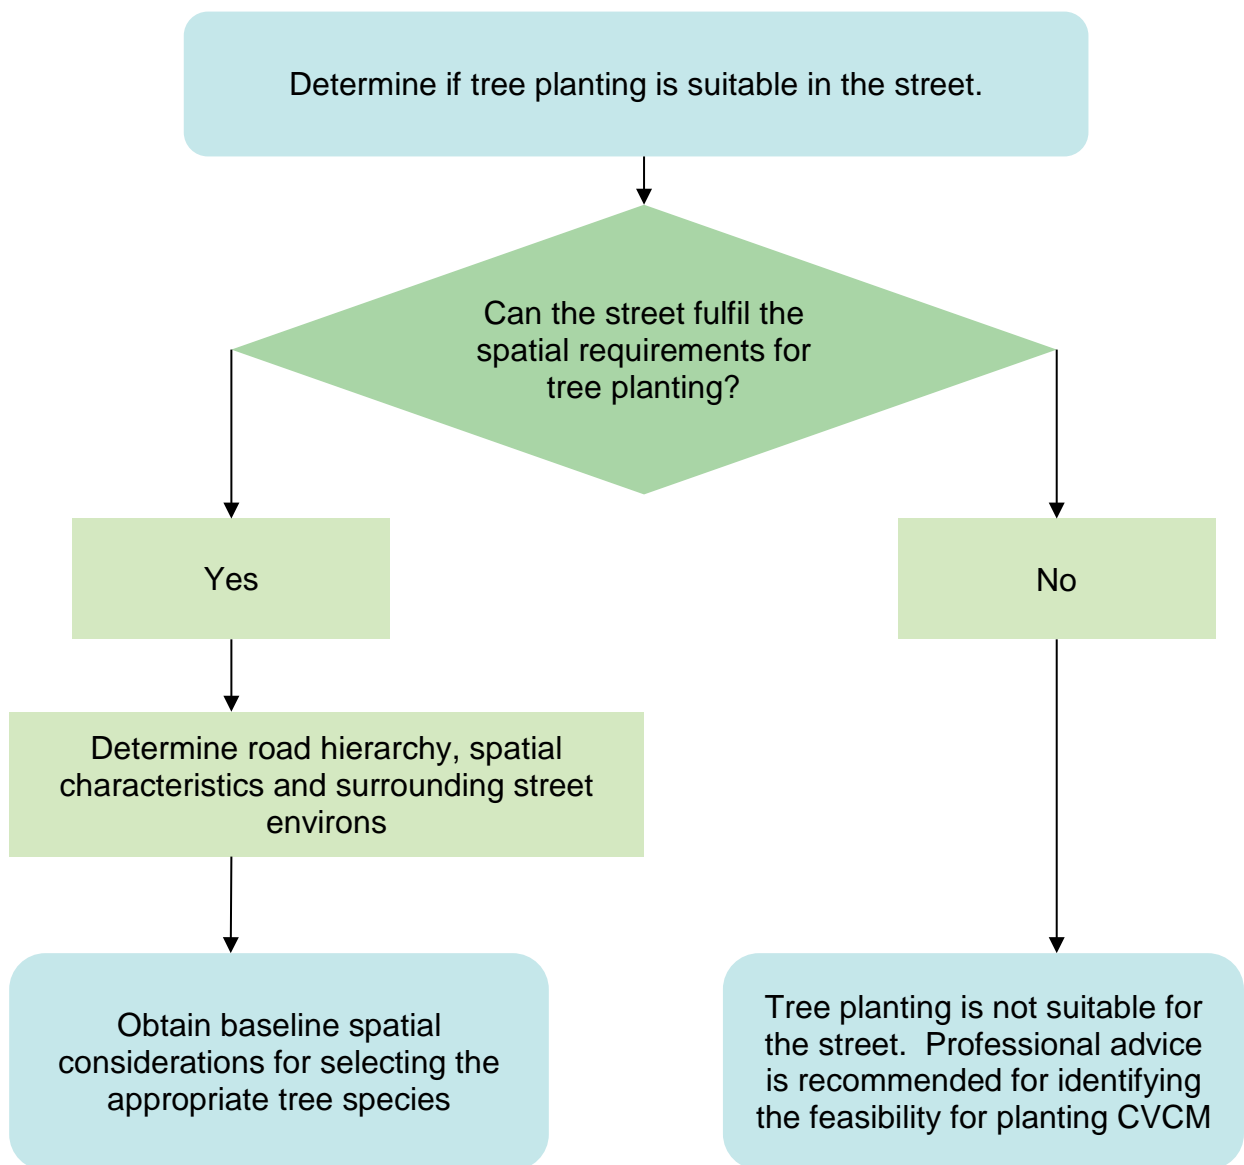 Determine if tree planting is suitable in the street.
Can the street fulfil the
spatial requirements for
tree planting?
Yes
No
Determine road hierarchy, spatial
characteristics and surrounding street
environs
Obtain baseline spatial
considerations for selecting the
appropriate tree species
Tree planting is not suitable for
the street.  Professional advice
is recommended for identifying
the feasibility for planting CVCM